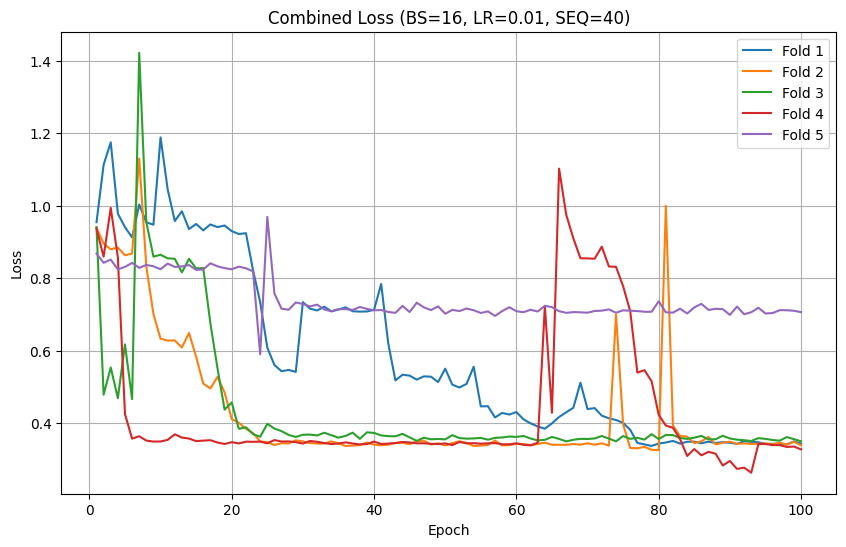 Combined Loss (BS=16, LR=0.01, SEQ=40)
Fold 1
Fold 2
Fold 3
Fold 4
Fold 5
Loss
1.4
1.2
1.0
0.8
0.6
0.4
0
20
40
60
80
100
Epoch